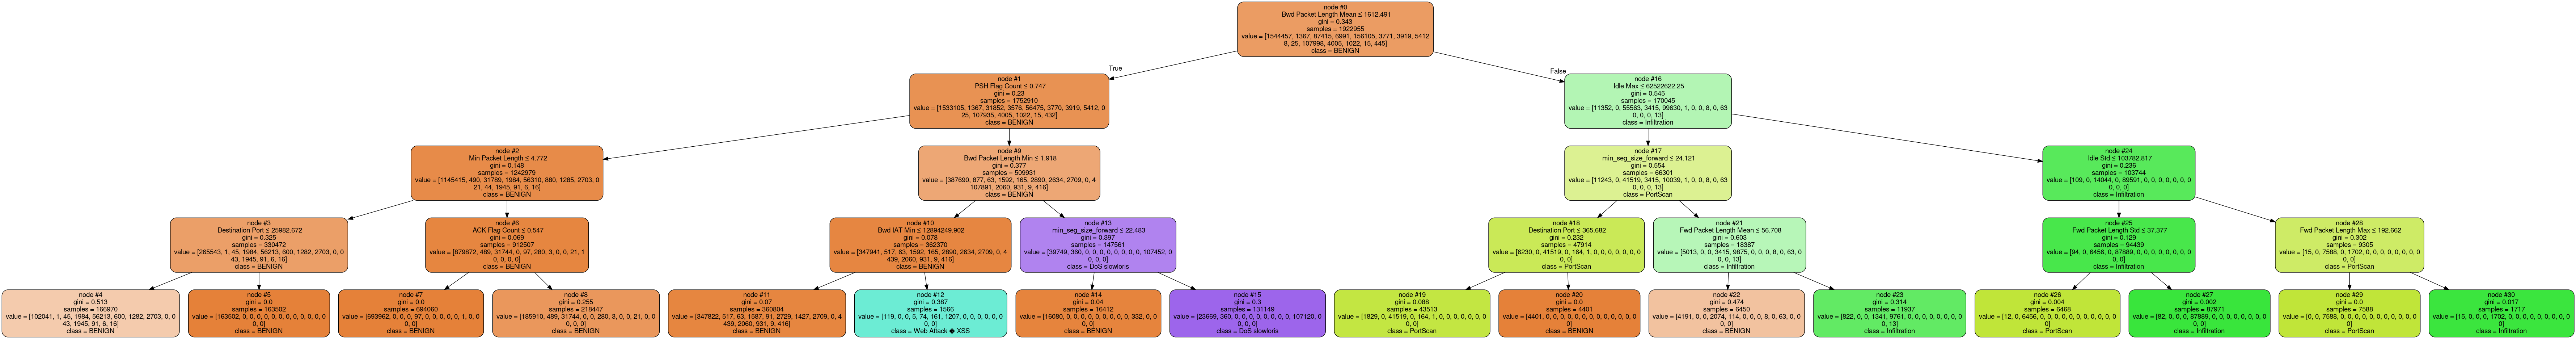 node #0
Bwd Packet Length Mean ≤ 1612.491
gini = 0.343
samples = 1922955
value = [1544457, 1367, 87415, 6991, 156105, 3771, 3919, 5412
8, 25, 107998, 4005, 1022, 15, 445]
class = BENIGN
True
False
node #1
PSH Flag Count ≤ 0.747
gini = 0.23
samples = 1752910
value = [1533105, 1367, 31852, 3576, 56475, 3770, 3919, 5412, 0
25, 107935, 4005, 1022, 15, 432]
class = BENIGN
node #16
Idle Max ≤ 62522622.25
gini = 0.545
samples = 170045
value = [11352, 0, 55563, 3415, 99630, 1, 0, 0, 8, 0, 63
0, 0, 0, 13]
class = Infiltration
node #2
Min Packet Length ≤ 4.772
gini = 0.148
samples = 1242979
value = [1145415, 490, 31789, 1984, 56310, 880, 1285, 2703, 0
21, 44, 1945, 91, 6, 16]
class = BENIGN
node #9
Bwd Packet Length Min ≤ 1.918
gini = 0.377
samples = 509931
value = [387690, 877, 63, 1592, 165, 2890, 2634, 2709, 0, 4
107891, 2060, 931, 9, 416]
class = BENIGN
node #17
min_seg_size_forward ≤ 24.121
gini = 0.554
samples = 66301
value = [11243, 0, 41519, 3415, 10039, 1, 0, 0, 8, 0, 63
0, 0, 0, 13]
class = PortScan
node #24
Idle Std ≤ 103782.817
gini = 0.236
samples = 103744
value = [109, 0, 14044, 0, 89591, 0, 0, 0, 0, 0, 0, 0
0, 0, 0]
class = Infiltration
node #3
Destination Port ≤ 25982.672
gini = 0.325
samples = 330472
value = [265543, 1, 45, 1984, 56213, 600, 1282, 2703, 0, 0
43, 1945, 91, 6, 16]
class = BENIGN
node #6
ACK Flag Count ≤ 0.547
gini = 0.069
samples = 912507
value = [879872, 489, 31744, 0, 97, 280, 3, 0, 0, 21, 1
0, 0, 0, 0]
class = BENIGN
node #10
Bwd IAT Min ≤ 12894249.902
gini = 0.078
samples = 362370
value = [347941, 517, 63, 1592, 165, 2890, 2634, 2709, 0, 4
439, 2060, 931, 9, 416]
class = BENIGN
node #13
min_seg_size_forward ≤ 22.483
gini = 0.397
samples = 147561
value = [39749, 360, 0, 0, 0, 0, 0, 0, 0, 0, 107452, 0
0, 0, 0]
class = DoS slowloris
node #18
Destination Port ≤ 365.682
gini = 0.232
samples = 47914
value = [6230, 0, 41519, 0, 164, 1, 0, 0, 0, 0, 0, 0, 0
0, 0]
class = PortScan
node #21
Fwd Packet Length Mean ≤ 56.708
gini = 0.603
samples = 18387
value = [5013, 0, 0, 3415, 9875, 0, 0, 0, 8, 0, 63, 0
0, 0, 13]
class = Infiltration
node #25
Fwd Packet Length Std ≤ 37.377
gini = 0.129
samples = 94439
value = [94, 0, 6456, 0, 87889, 0, 0, 0, 0, 0, 0, 0, 0
0, 0]
class = Infiltration
node #28
Fwd Packet Length Max ≤ 192.662
gini = 0.302
samples = 9305
value = [15, 0, 7588, 0, 1702, 0, 0, 0, 0, 0, 0, 0, 0
0, 0]
class = PortScan
node #4
gini = 0.513
samples = 166970
value = [102041, 1, 45, 1984, 56213, 600, 1282, 2703, 0, 0
43, 1945, 91, 6, 16]
class = BENIGN
node #5
gini = 0.0
samples = 163502
value = [163502, 0, 0, 0, 0, 0, 0, 0, 0, 0, 0, 0, 0
0, 0]
class = BENIGN
node #7
gini = 0.0
samples = 694060
value = [693962, 0, 0, 0, 97, 0, 0, 0, 0, 0, 1, 0, 0
0, 0]
class = BENIGN
node #8
gini = 0.255
samples = 218447
value = [185910, 489, 31744, 0, 0, 280, 3, 0, 0, 21, 0, 0
0, 0, 0]
class = BENIGN
node #11
gini = 0.07
samples = 360804
value = [347822, 517, 63, 1587, 91, 2729, 1427, 2709, 0, 4
439, 2060, 931, 9, 416]
class = BENIGN
node #12
gini = 0.387
samples = 1566
value = [119, 0, 0, 5, 74, 161, 1207, 0, 0, 0, 0, 0, 0
0, 0]
class = Web Attack � XSS
node #14
gini = 0.04
samples = 16412
value = [16080, 0, 0, 0, 0, 0, 0, 0, 0, 0, 332, 0, 0
0, 0]
class = BENIGN
node #15
gini = 0.3
samples = 131149
value = [23669, 360, 0, 0, 0, 0, 0, 0, 0, 0, 107120, 0
0, 0, 0]
class = DoS slowloris
node #19
gini = 0.088
samples = 43513
value = [1829, 0, 41519, 0, 164, 1, 0, 0, 0, 0, 0, 0, 0
0, 0]
class = PortScan
node #20
gini = 0.0
samples = 4401
value = [4401, 0, 0, 0, 0, 0, 0, 0, 0, 0, 0, 0, 0, 0
0]
class = BENIGN
node #22
gini = 0.474
samples = 6450
value = [4191, 0, 0, 2074, 114, 0, 0, 0, 8, 0, 63, 0, 0
0, 0]
class = BENIGN
node #23
gini = 0.314
samples = 11937
value = [822, 0, 0, 1341, 9761, 0, 0, 0, 0, 0, 0, 0, 0
0, 13]
class = Infiltration
node #26
gini = 0.004
samples = 6468
value = [12, 0, 6456, 0, 0, 0, 0, 0, 0, 0, 0, 0, 0, 0
0]
class = PortScan
node #27
gini = 0.002
samples = 87971
value = [82, 0, 0, 0, 87889, 0, 0, 0, 0, 0, 0, 0, 0, 0
0]
class = Infiltration
node #29
gini = 0.0
samples = 7588
value = [0, 0, 7588, 0, 0, 0, 0, 0, 0, 0, 0, 0, 0, 0
0]
class = PortScan
node #30
gini = 0.017
samples = 1717
value = [15, 0, 0, 0, 1702, 0, 0, 0, 0, 0, 0, 0, 0, 0
0]
class = Infiltration